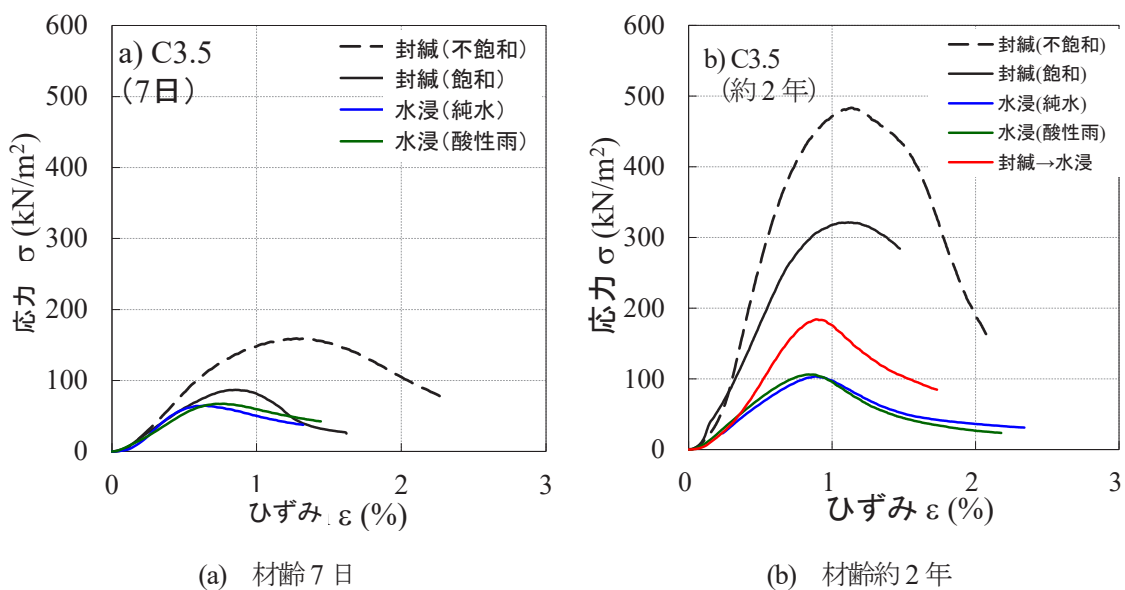 600
500
400
300
200
100
0
応力 σ (kN/m²)
a) C3.5
（7日）
封緘（不飽和）
封緘（飽和）
水浸（純水）
水浸（酸性雨）
0 1 2 3
ひずみ ε (%)
(a) 材齢 7 日
600
500
400
300
200
100
0
応力 σ (kN/m²)
b) C3.5
(約２年)
封緘(不飽和)
封緘(飽和)
水浸(純水)
水浸(酸性雨)
封緘→水浸
0 1 2 3
ひずみ ε (%)
(b) 材齢約 2 年